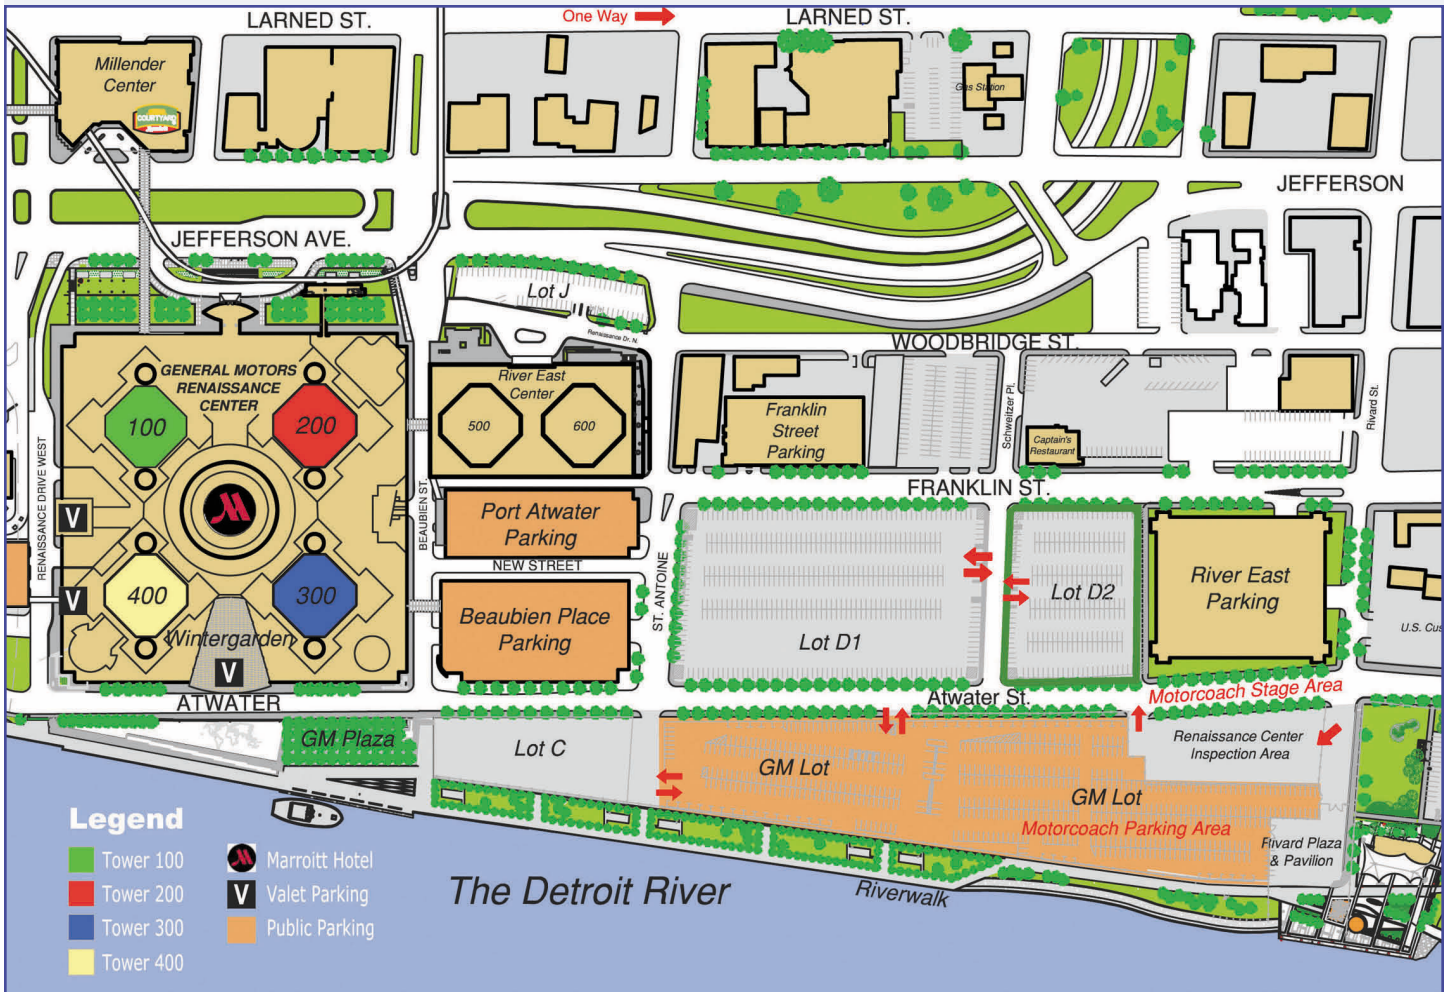 LARNED ST.
One Way
LARNED ST.
Millender
Center
COURTYARD
Gas Station
JEFFERSON
JEFFERSON AVE.
Lot J
Renaissance Dr. N.
WOODBRIDGE ST.
GENERAL MOTORS
RENAISSANCE
CENTER
River East
Center
100
200
500
600
Franklin
Street
Parking
Schweitzer Pl.
Captain's
Restaurant
Rivard St.
RENAISSANCE DRIVE WEST
BEAUBIEN ST.
FRANKLIN ST.
V
Port Atwater
Parking
NEW STREET
ST. ANTOINE
V
400
300
Wintergarden
V
Beaubien Place
Parking
Lot D1
Lot D2
River East
Parking
U.S. Cus
ATWATER
Atwater St.
Motorcoach Stage Area
GM Plaza
Lot C
GM Lot
Renaissance Center
Inspection Area
GM Lot
Motorcoach Parking Area
Rivard Plaza
& Pavilion
The Detroit River
Riverwalk
Legend
Tower 100
Tower 200
Tower 300
Tower 400
Marroitt Hotel
V
Valet Parking
Public Parking